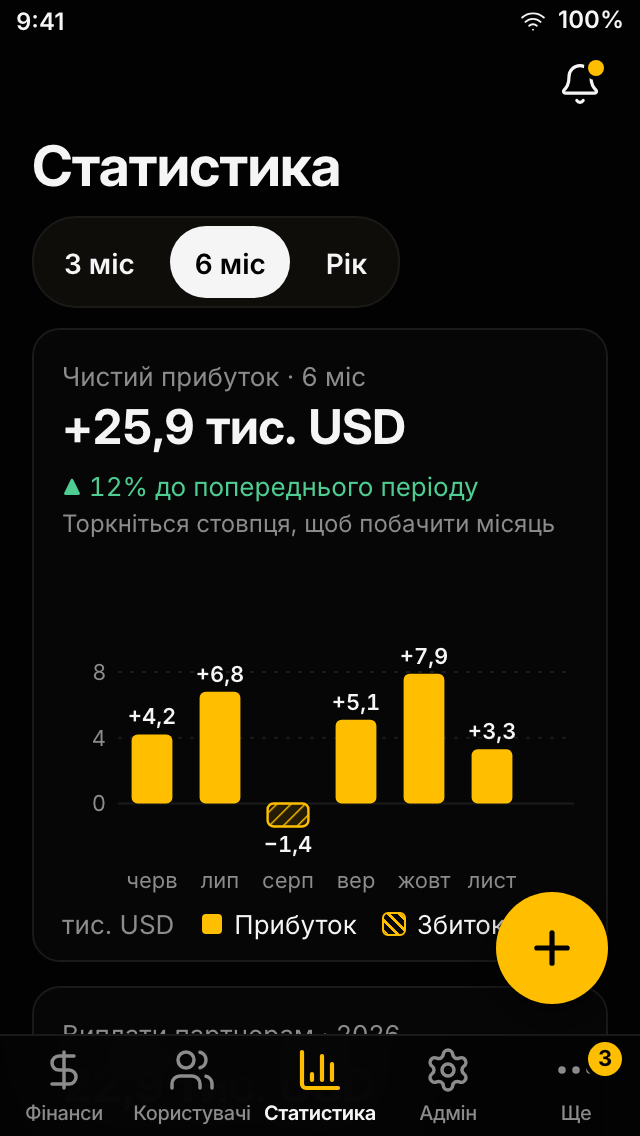 9:41 100%
Статистика
3 міс 6 міс Рік
Чистий прибуток · 6 міс
+25,9 тис. USD
▲ 12% до попереднього періоду
Торкніться стовпця, щоб побачити місяць
+7,9
8 +6,8
+5,1
+4,2
+3,3
4
0
−1,4
черв лип серп вер жовт лист
тис. USD Прибуток Збиток
Виплати партнерам · 2026
3
Фінанси Користувачі Статистика Адмін Ще